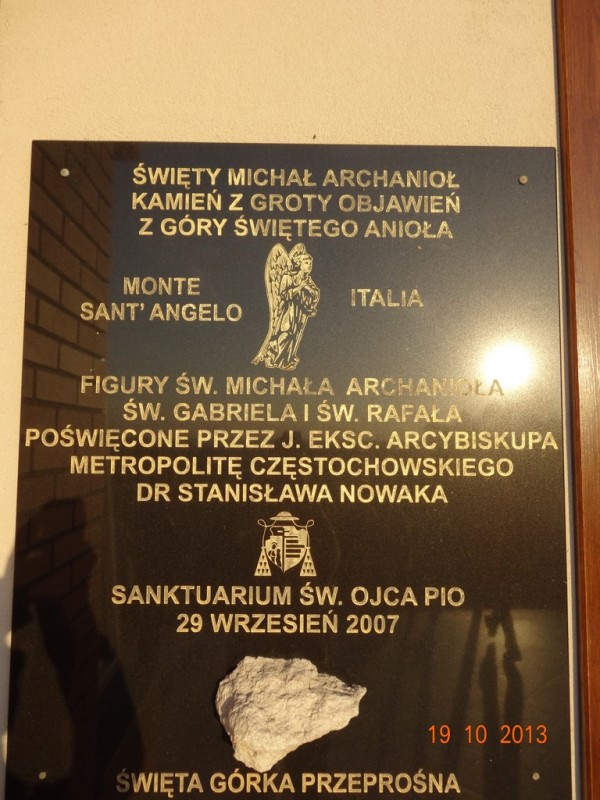 ŚWIĘTY MICHAŁ ARCHANIOŁ
KAMIEŃ Z GROTY OBJAWIEŃ
Z GÓRY ŚWIĘTEGO ANIOŁA
MONTE
SANT'ANGELO
ITALIA
FIGURY ŚW. MICHAŁA ARCHANIOŁA
ŚW. GABRIELA I ŚW. RAFAŁA
POŚWIĘCONE PRZEZ J. EKSC. ARCYBISKUPA
METROPOLITĘ CZĘSTOCHOWSKIEGO
DR STANISŁAWA NOWAKA
SANKTUARIUM ŚW. OJCA PIO
29 WRZESIEŃ 2007
19 10 2013
ŚWIĘTA GÓRKA PRZEPROŚNA